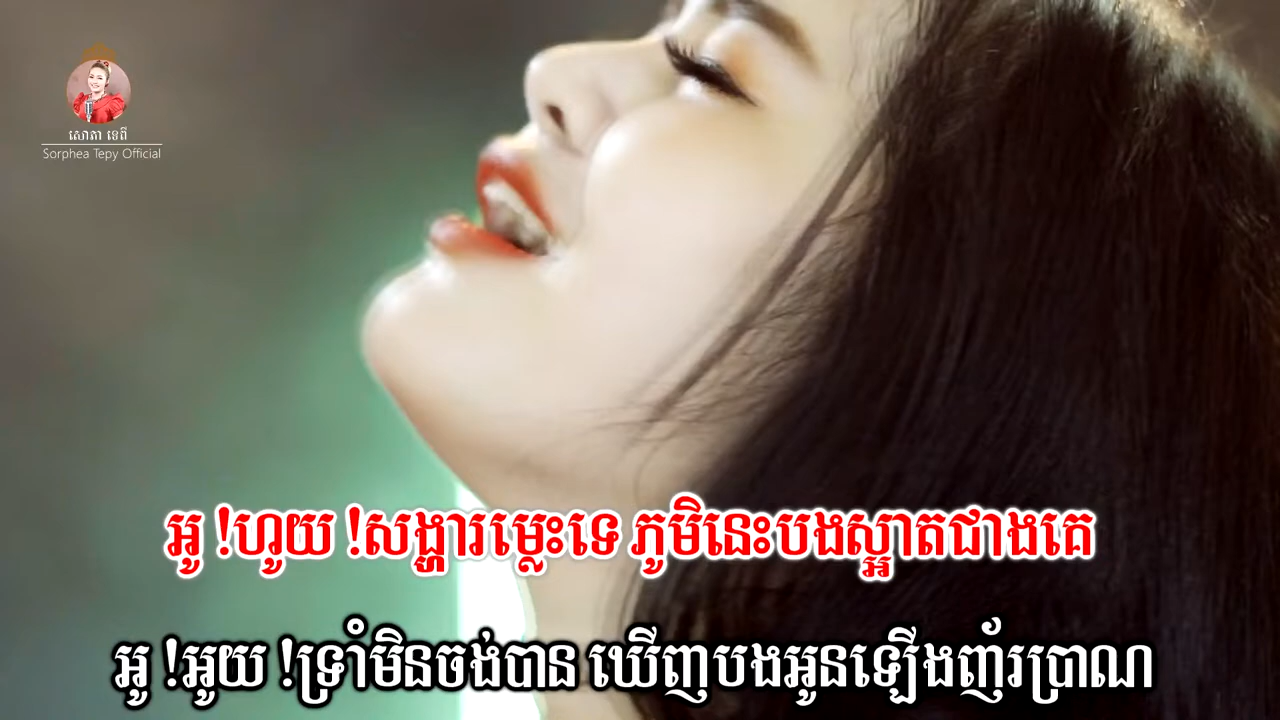 សោភា ទេពី
Sorphea Tepy Official
អូ !ហូយ !សង្ហារម្លេះទេ ភូមិនេះបងស្អាតជាងគេ
អូ !អូយ !ទ្រាំមិនចង់បាន ឃើញបងអូនឡើងញ័រប្រាណ